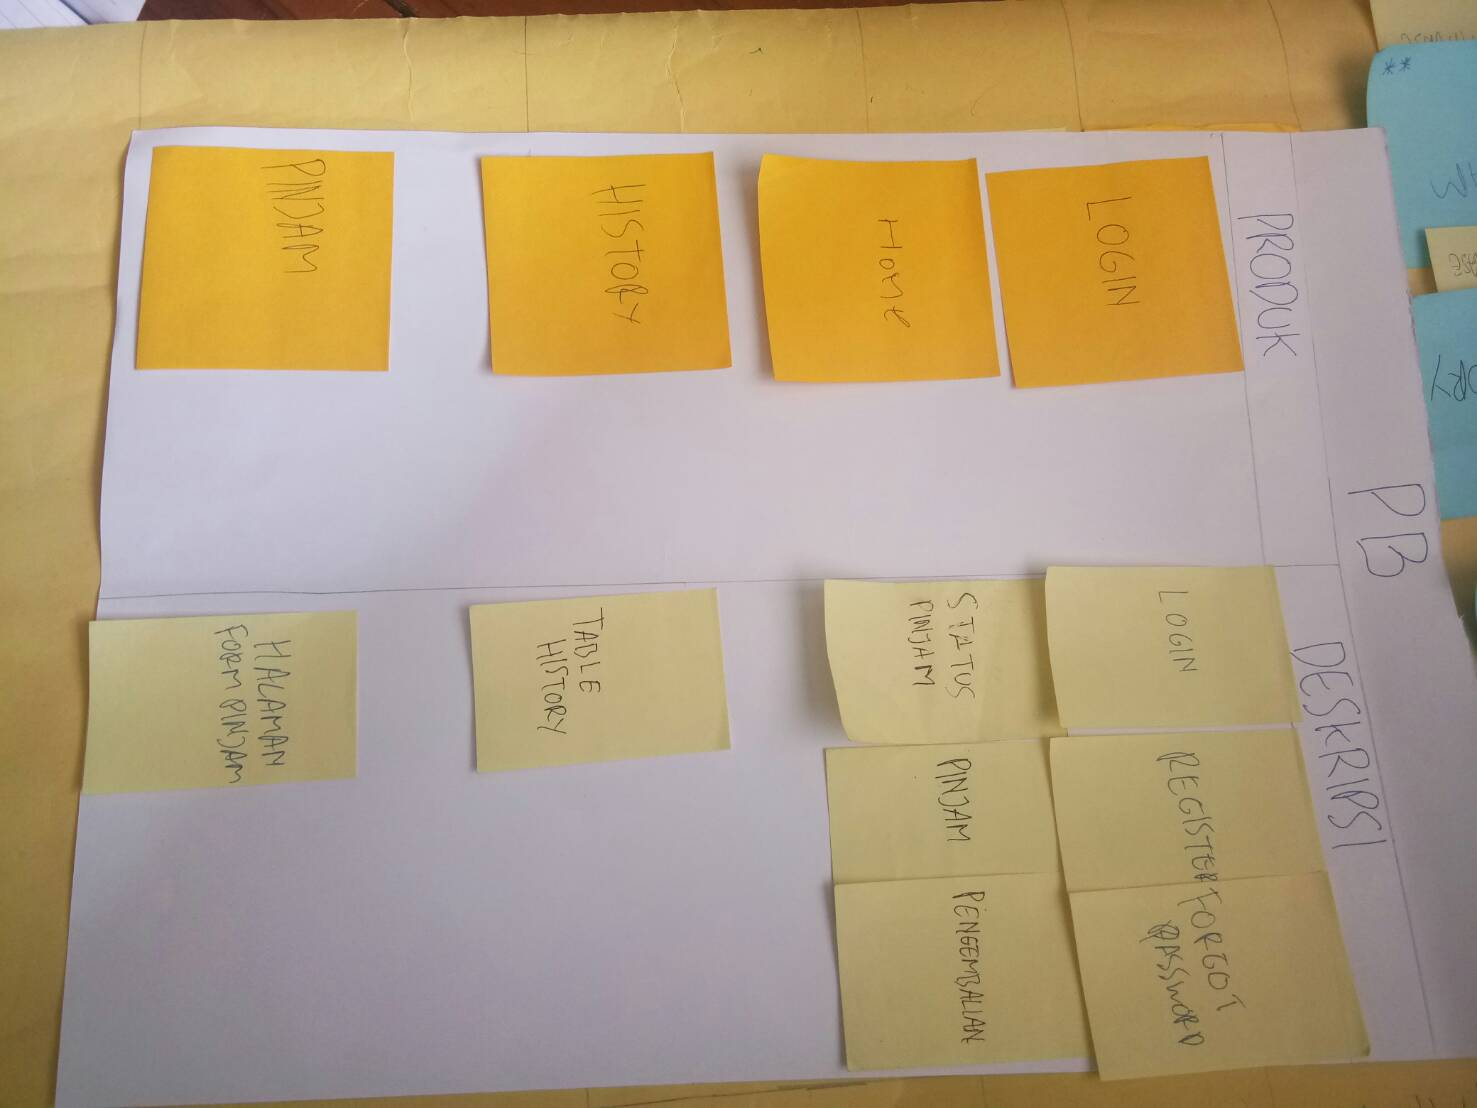 PB
PRODUK
DESKRIPSI
LOGIN
LOGIN
REGISTER
FORGOT
PASSWORD
Home
STATUS
PINJAM
PINJAM
PENGEMBALIAN
HISTORY
TABLE
HISTORY
PINJAM
HALAMAN
FORM PINJAM
**